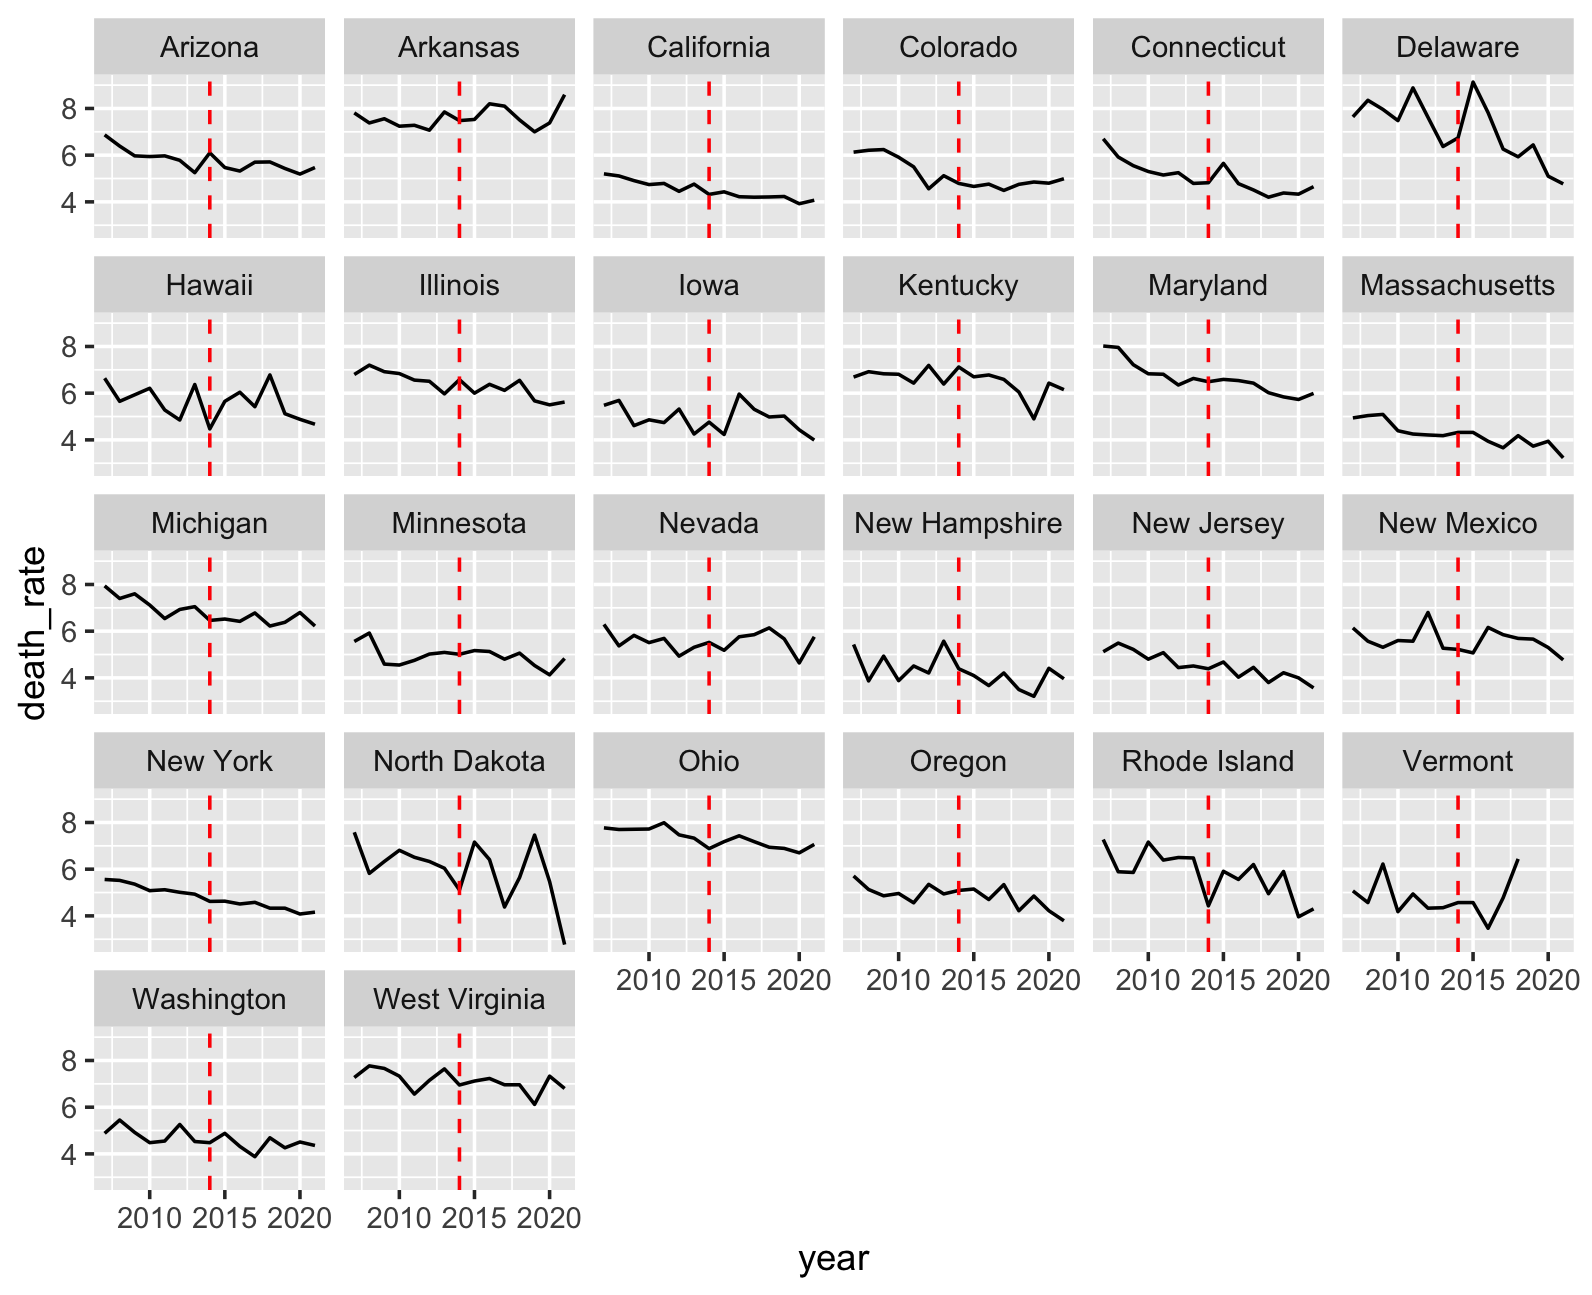 Arizona Arkansas California Colorado Connecticut Delaware
8
6
4
Hawaii Illinois Iowa Kentucky Maryland Massachusetts
8
6
4
Michigan Minnesota Nevada New Hampshire New Jersey New Mexico
8
6
4
death_rate
New York North Dakota Ohio Oregon Rhode Island Vermont
8
6
4
2010 2015 2020 2010 2015 2020 2010 2015 2020 2010 2015 2020
Washington West Virginia
8
6
4
2010 2015 2020 2010 2015 2020
year